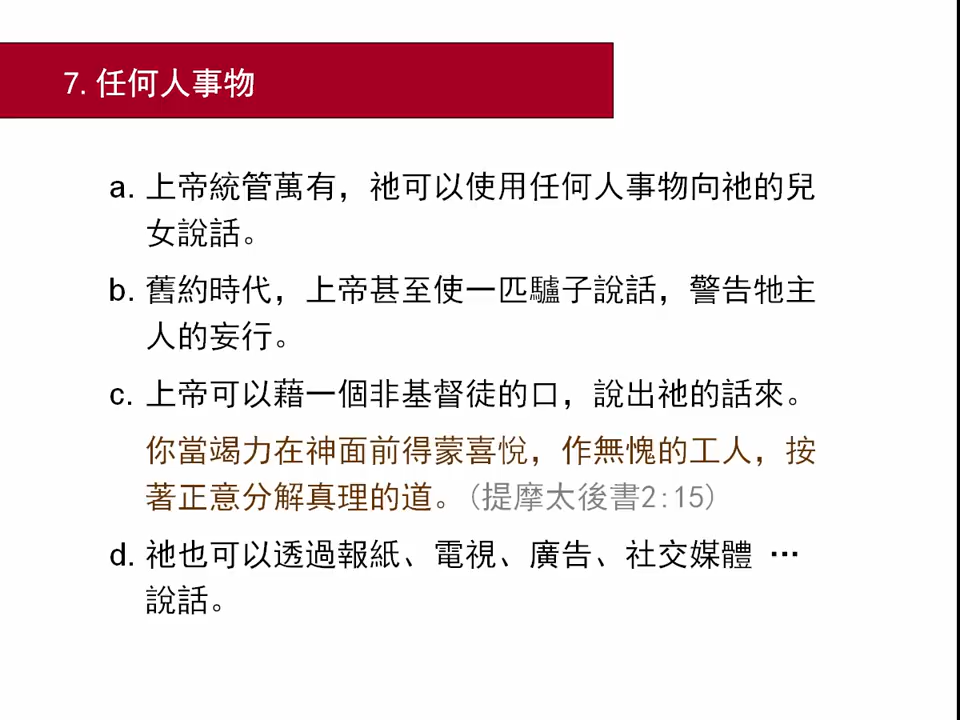 7. 任何人事物
a. 上帝統管萬有，祂可以使用任何人事物向祂的兒
女說話。
b. 舊約時代，上帝甚至使一匹驢子說話，警告牠主
人的妄行。
c. 上帝可以藉一個非基督徒的口，說出祂的話來。
你當竭力在神面前得蒙喜悅，作無愧的工人，按
著正意分解真理的道。(提摩太後書2:15)
d. 祂也可以透過報紙、電視、廣告、社交媒體 …
說話。